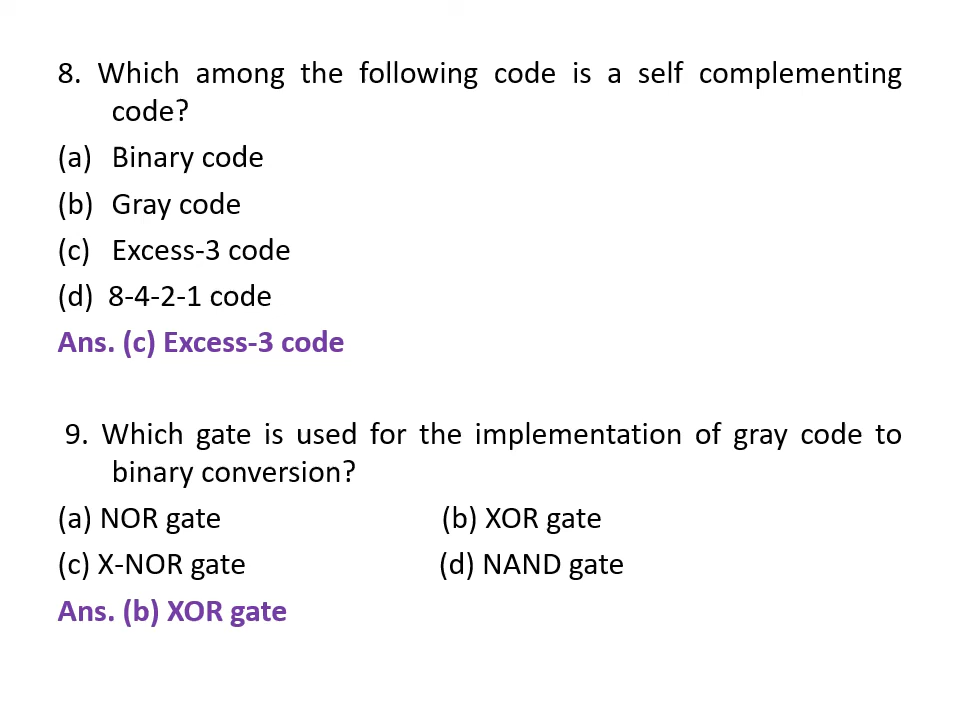 8. Which among the following code is a self complementing
code?
(a) Binary code
(b) Gray code
(c) Excess-3 code
(d) 8-4-2-1 code
Ans. (c) Excess-3 code
9. Which gate is used for the implementation of gray code to
binary conversion?
(a) NOR gate (b) XOR gate
(c) X-NOR gate (d) NAND gate
Ans. (b) XOR gate